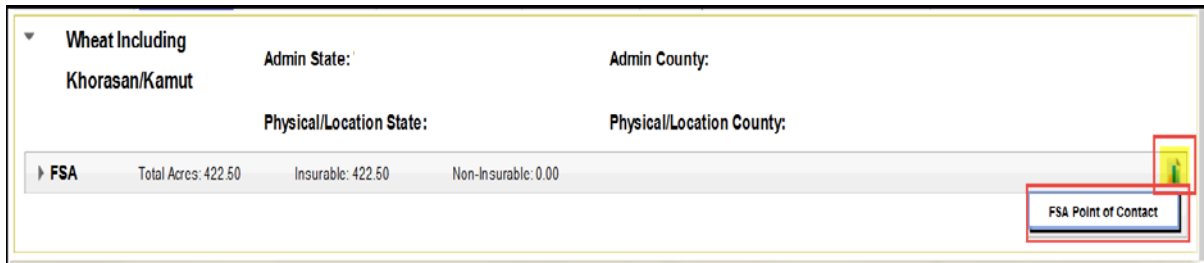 Wheat Including
Khorasan/Kamut
Admin State:
Admin County:
Physical/Location State:
Physical/Location County:
FSA Total Acres: 422.50 Insurable: 422.50 Non-Insurable: 0.00
FSA Point of Contact